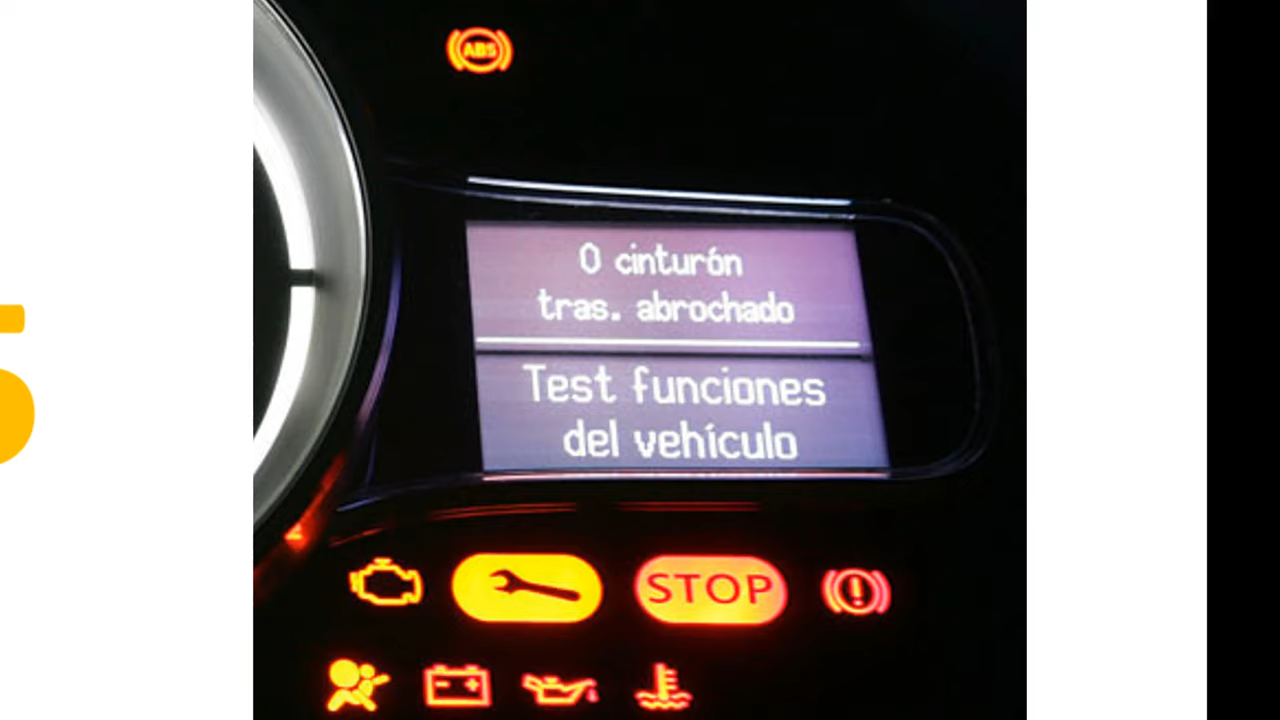 ABS
0 cinturón
tras. abrochado
Test funciones
del vehículo
STOP